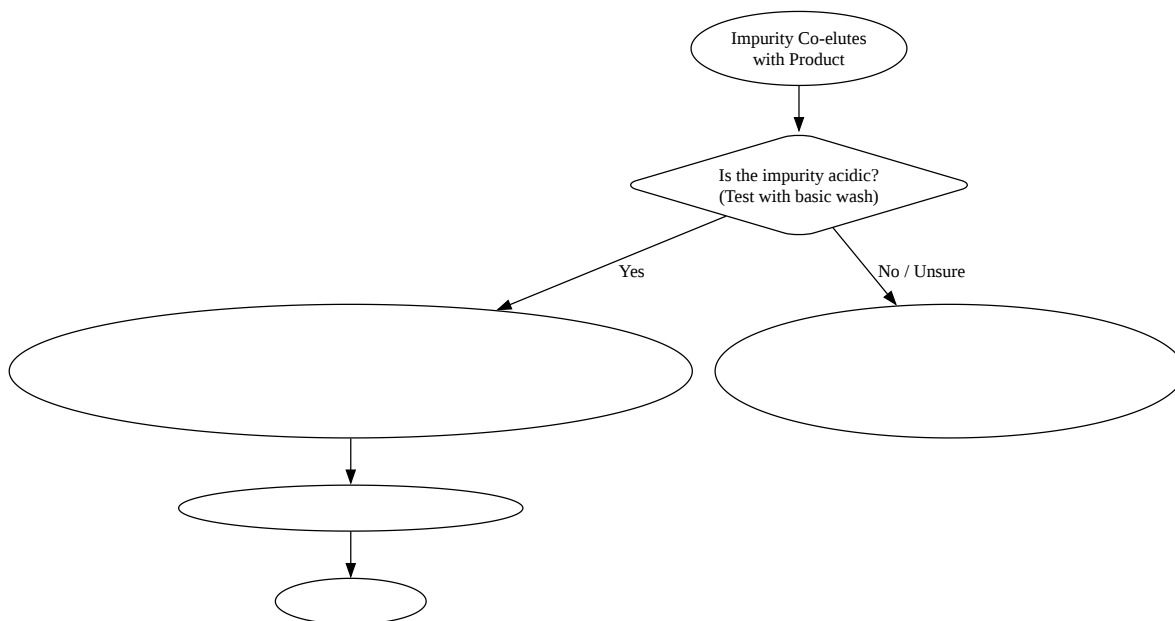 Impurity Co-elutes
with Product
Is the impurity acidic?
(Test with basic wash)
Yes
No / Unsure